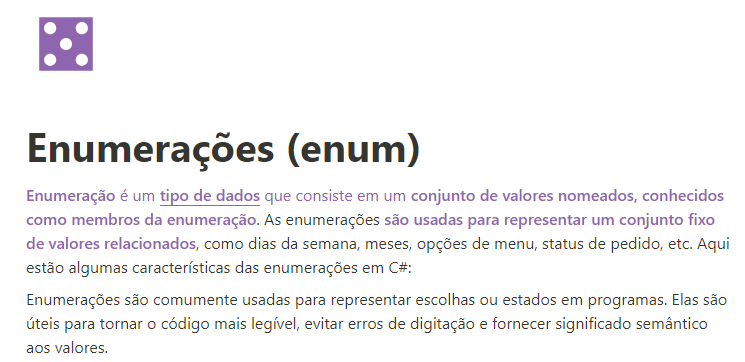 Enumerações (enum)
Enumeração é um tipo de dados que consiste em um conjunto de valores nomeados, conhecidos
como membros da enumeração. As enumerações são usadas para representar um conjunto fixo
de valores relacionados, como dias da semana, meses, opções de menu, status de pedido, etc. Aqui
estão algumas características das enumerações em C#:
Enumerações são comumente usadas para representar escolhas ou estados em programas. Elas são
úteis para tornar o código mais legível, evitar erros de digitação e fornecer significado semântico
aos valores.